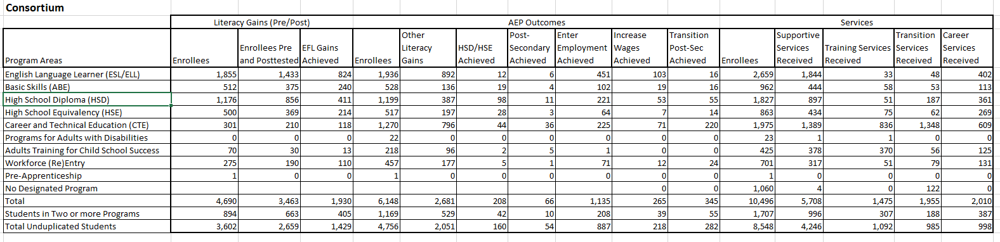 Consortium
Literacy Gains (Pre/Post) AEP Outcomes Services
Program Areas Enrollees Enrollees Pre and Posttested EFL Gains Achieved Enrollees Other Literacy Gains HSD/HSE Achieved Post-Secondary Achieved Enter Employment Achieved Increase Wages Achieved Transition Post-Sec Achieved Enrollees Supportive Services Received Training Services Received Transition Services Received Career Services Received
English Language Learner (ESL/ELL) 1,855 1,433 824 1,936 892 12 6 451 103 16 2,659 1,844 33 48 402
Basic Skills (ABE) 512 375 240 528 136 19 4 102 19 16 962 444 58 53 113
High School Diploma (HSD) 1,176 856 411 1,199 387 98 11 221 53 55 1,827 897 51 187 361
High School Equivalency (HSE) 500 369 214 517 197 28 3 64 7 14 863 434 75 62 269
Career and Technical Education (CTE) 301 210 118 1,270 796 44 36 225 71 220 1,975 1,389 836 1,348 609
Programs for Adults with Disabilities 0 0 0 22 0 0 0 0 0 0 23 1 1 0 0
Adults Training for Child School Success 70 30 13 218 96 2 5 1 0 0 425 378 370 56 125
Workforce (Re)Entry 275 190 110 457 177 5 1 71 12 24 701 317 51 79 131
Pre-Apprenticeship 1 0 0 1 0 0 0 0 0 0 1 0 0 0 0
No Designated Program 0 0 1,060 4 0 122 0
Total 4,690 3,463 1,930 6,148 2,681 208 66 1,135 265 345 10,496 5,708 1,475 1,955 2,010
Students in Two or more Programs 894 663 405 1,169 529 42 10 208 39 55 1,707 996 307 188 387
Total Unduplicated Students 3,602 2,659 1,429 4,756 2,051 160 54 887 218 282 8,548 4,246 1,092 985 998